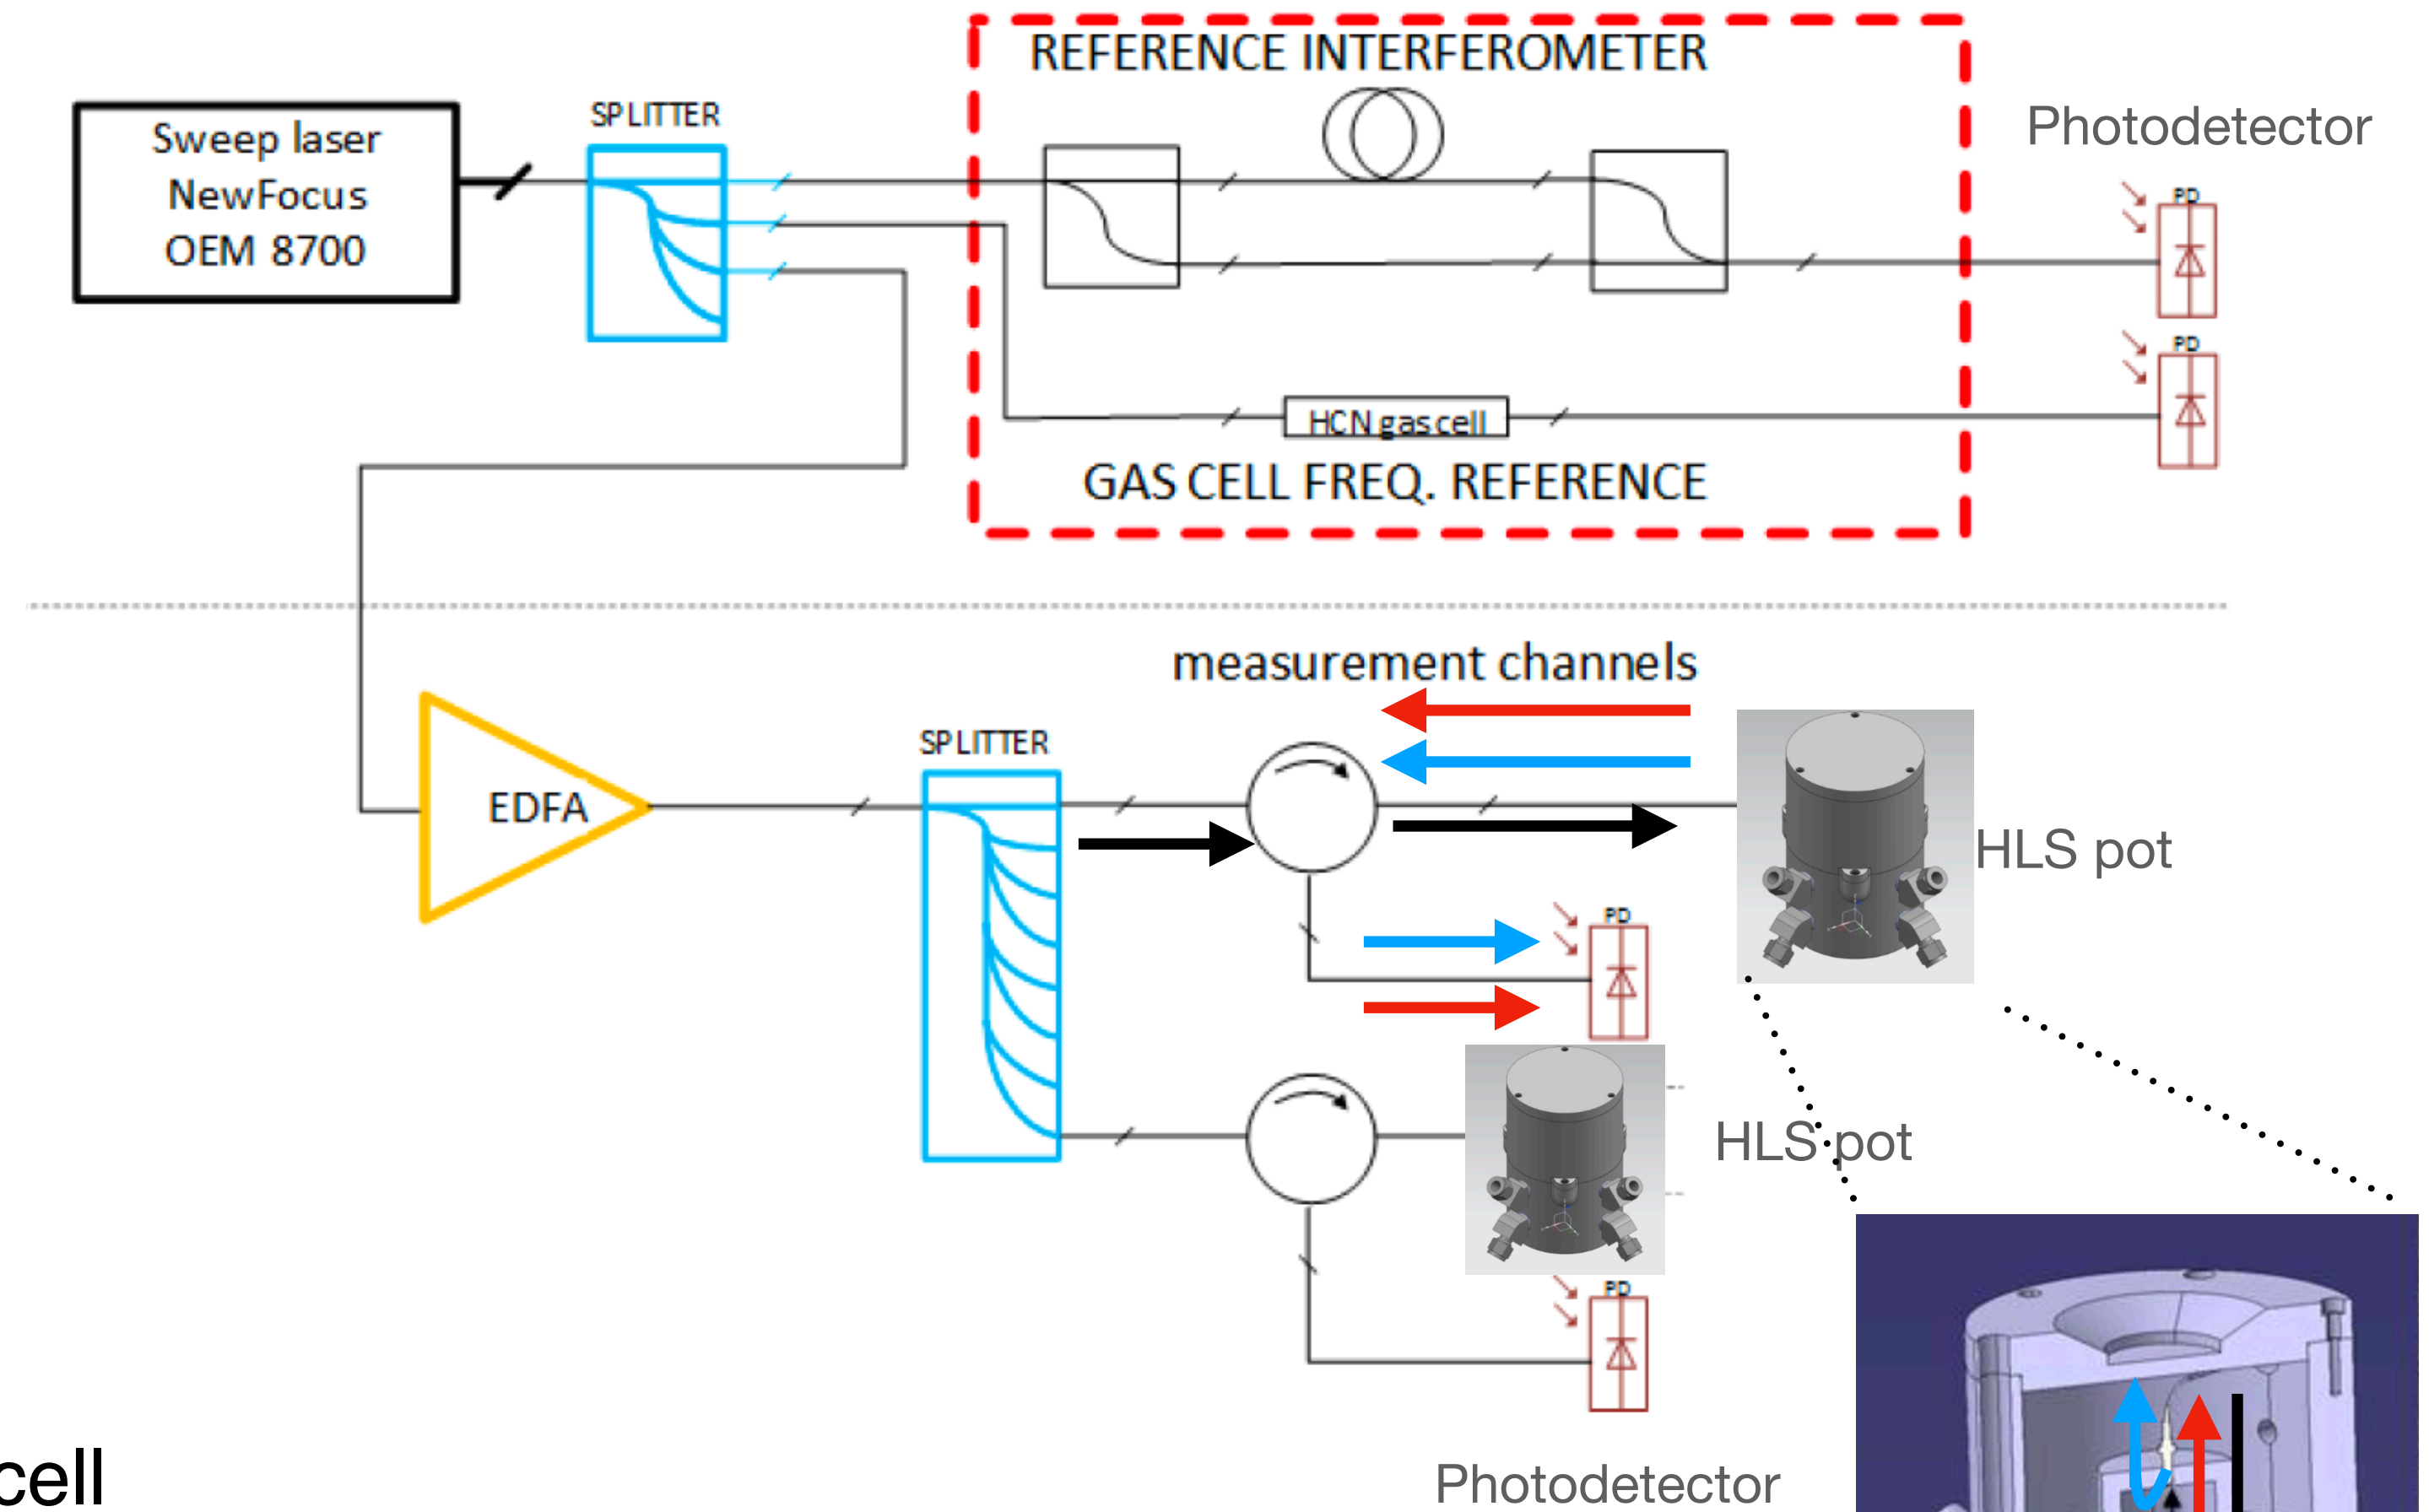 REFERENCE INTERFEROMETER
Sweep laser
NewFocus
OEM 8700
SPLITTER
Photodetector
PD
PD
HCN gas cell
GAS CELL FREQ. REFERENCE
measurement channels
SPLITTER
EDFA
HLS pot
PD
HLS pot
PD
cell
Photodetector